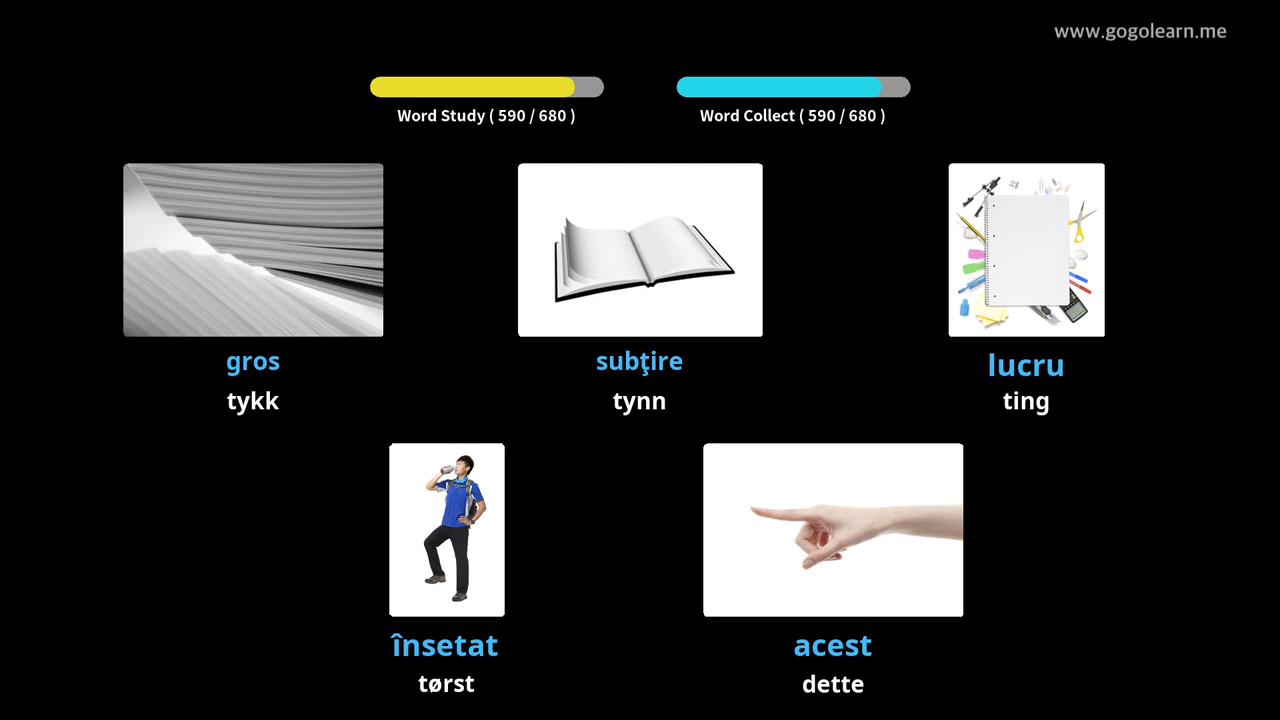 www.gogolearn.me
Word Study ( 590 / 680 )
Word Collect ( 590 / 680 )
gros
subţire
lucru
tykk
tynn
ting
însetat
acest
tørst
dette